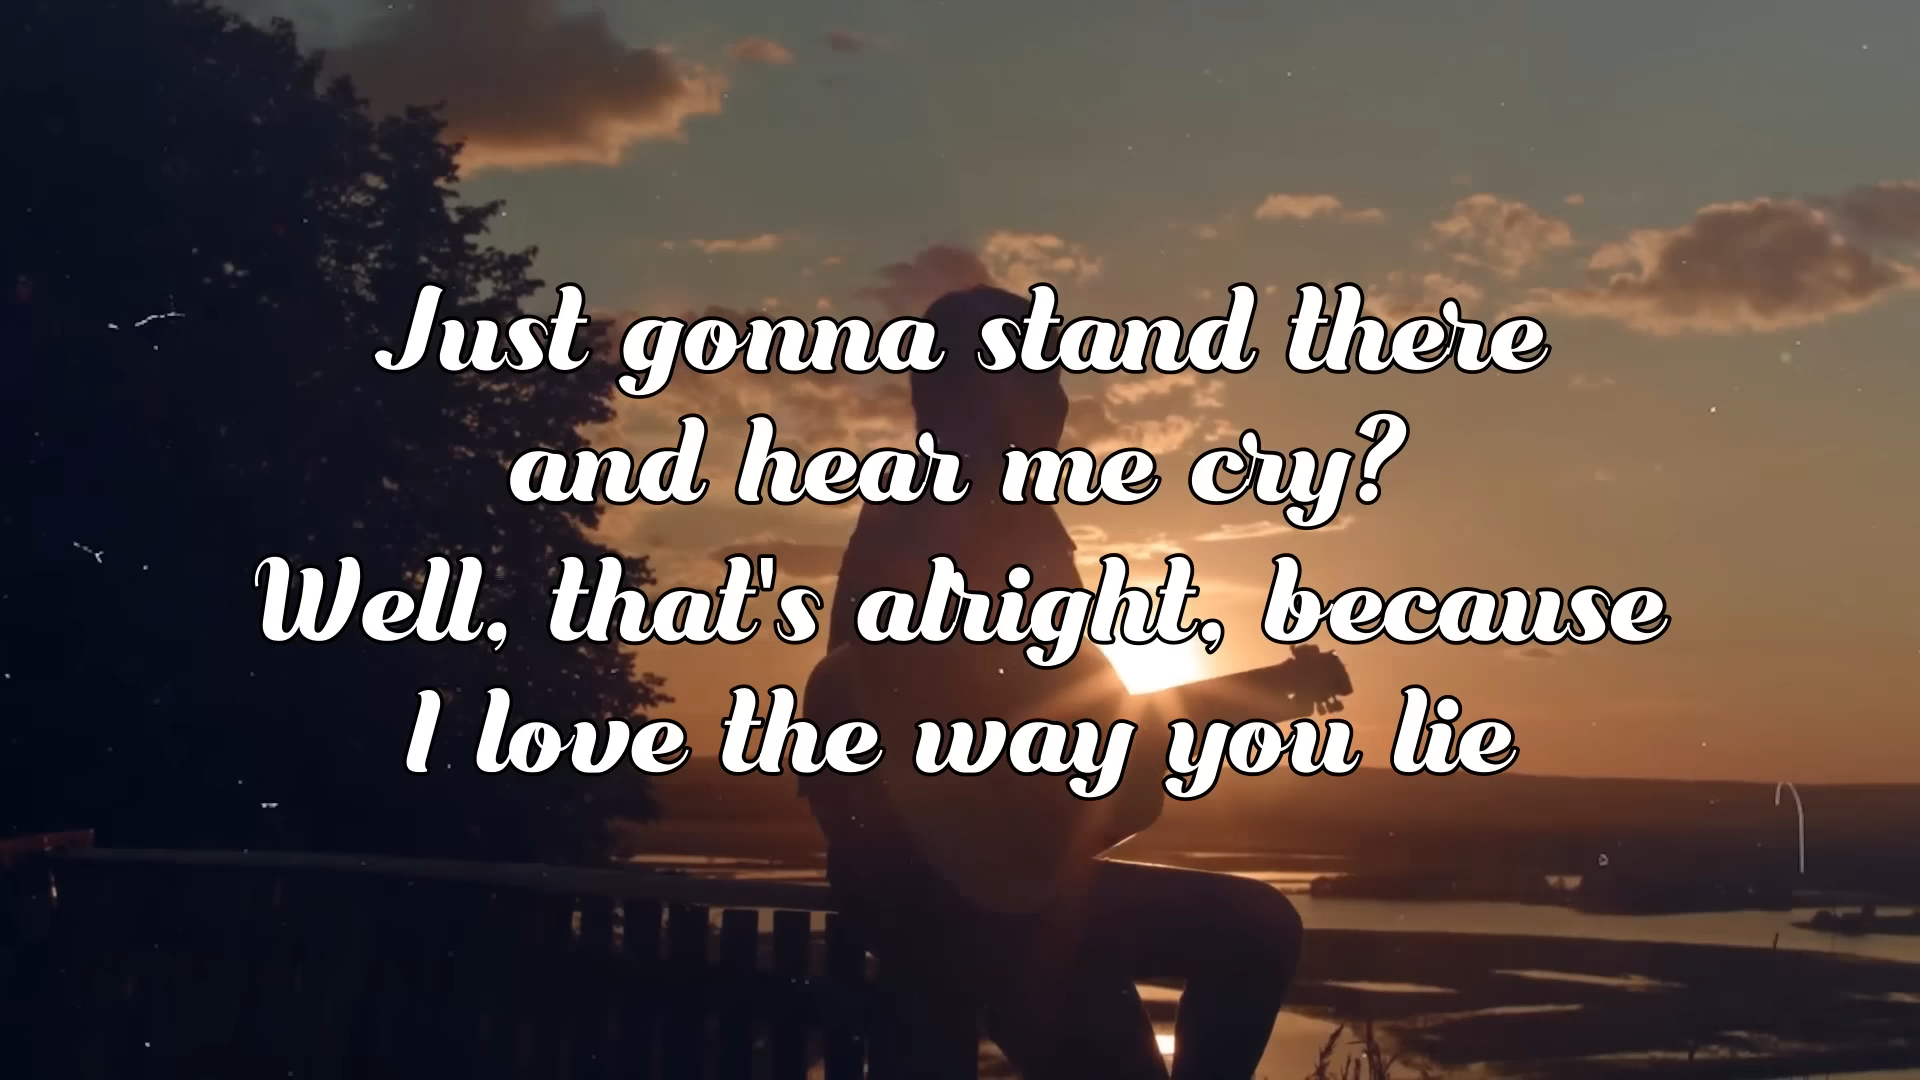 Just gonna stand there
and hear me cry?
Well, that's alright, because
I love the way you lie